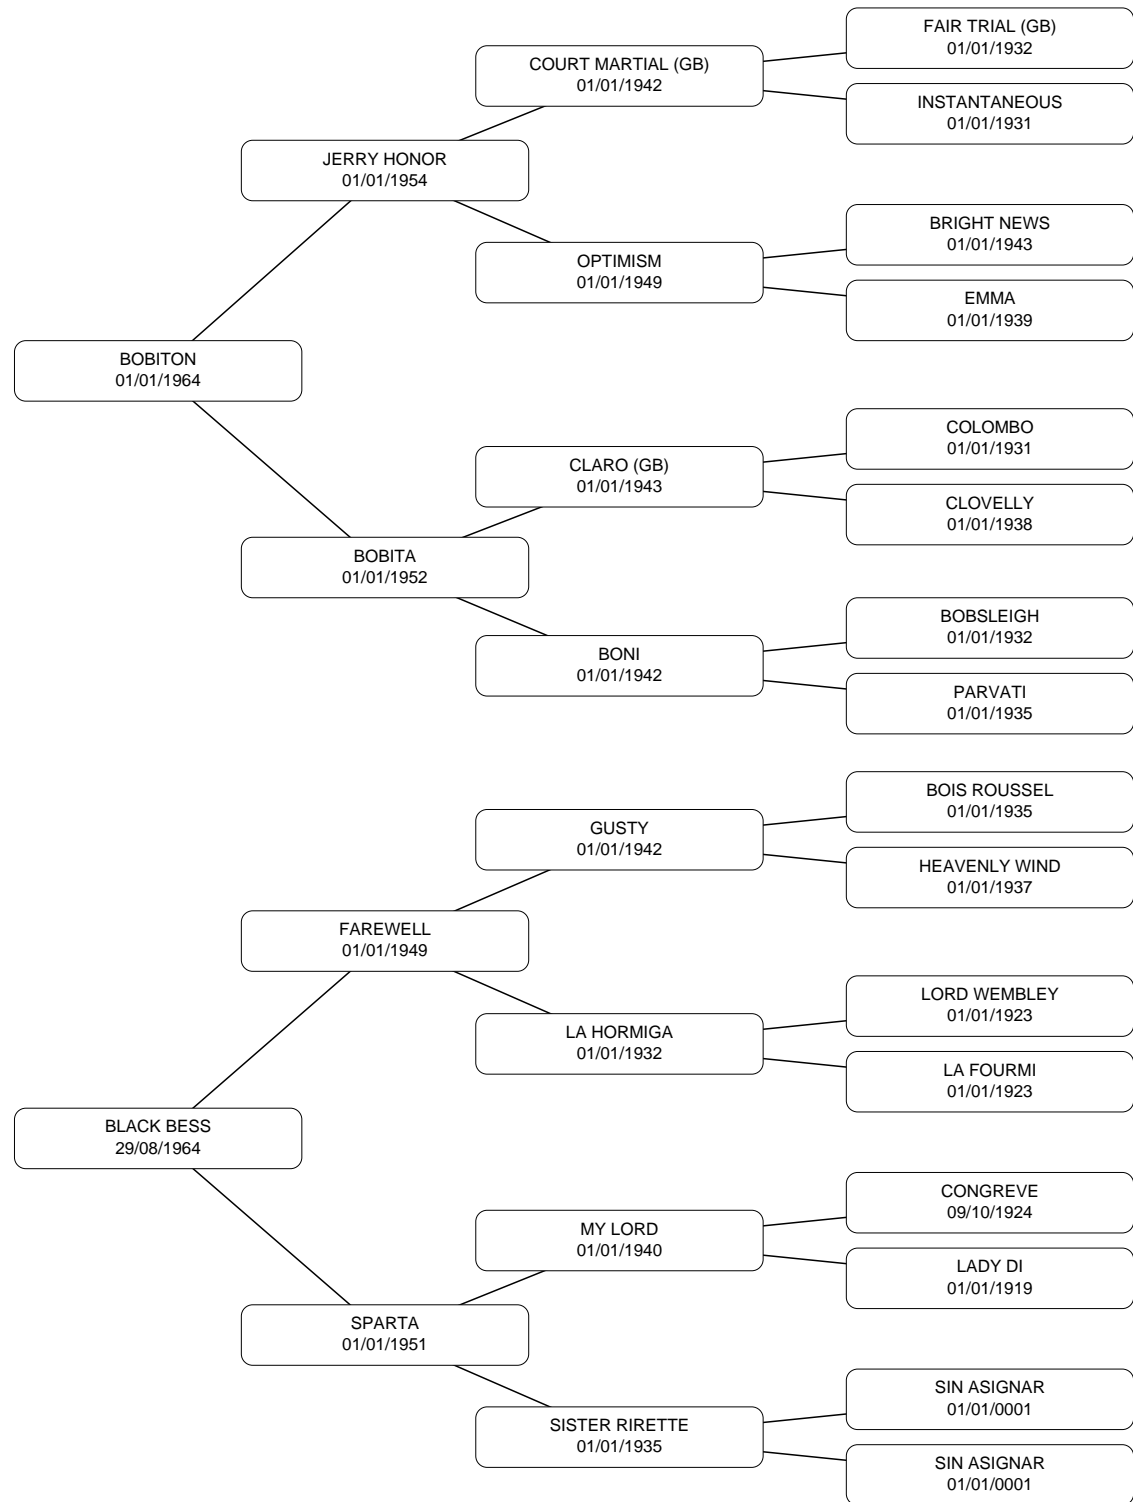 FAIR TRIAL (GB)
01/01/1932
COURT MARTIAL (GB)
01/01/1942
INSTANTANEOUS
01/01/1931
JERRY HONOR
01/01/1954
BRIGHT NEWS
01/01/1943
OPTIMISM
01/01/1949
EMMA
01/01/1939
BOBITON
01/01/1964
COLOMBO
01/01/1931
CLARO (GB)
01/01/1943
CLOVELLY
01/01/1938
BOBITA
01/01/1952
BOBSLEIGH
01/01/1932
BONI
01/01/1942
PARVATI
01/01/1935
BOIS ROUSSEL
01/01/1935
GUSTY
01/01/1942
HEAVENLY WIND
01/01/1937
FAREWELL
01/01/1949
LORD WEMBLEY
01/01/1923
LA HORMIGA
01/01/1932
LA FOURMI
01/01/1923
BLACK BESS
29/08/1964
CONGREVE
09/10/1924
MY LORD
01/01/1940
LADY DI
01/01/1919
SPARTA
01/01/1951
SIN ASIGNAR
01/01/0001
SISTER RIRETTE
01/01/1935
SIN ASIGNAR
01/01/0001